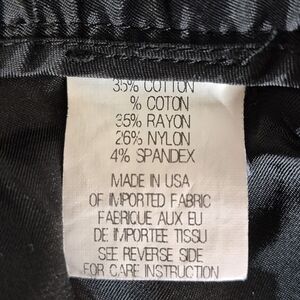 35% COTTON
% COTON
35% RAYON
26% NYLON
4% SPANDEX
MADE IN USA
OF IMPORTED FABRIC
FABRIQUE AUX EU
DE IMPORTEE TISSU
SEE REVERSE SIDE
FOR CARE INSTRUCTION